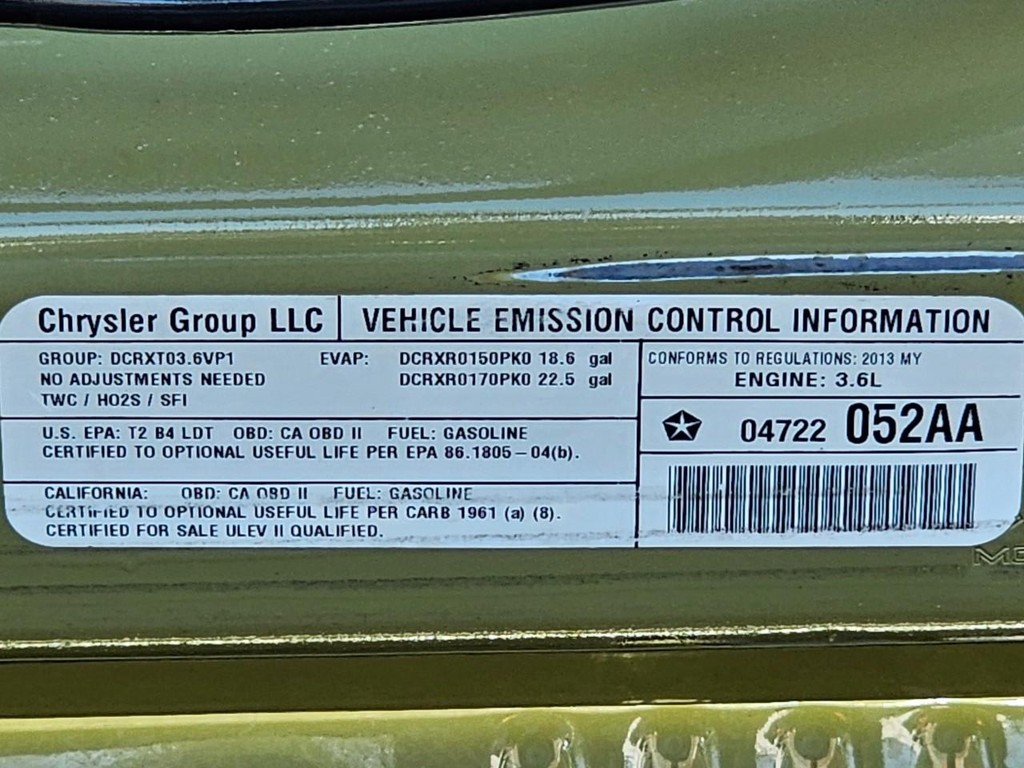 Chrysler Group LLC
VEHICLE EMISSION CONTROL INFORMATION
GROUP: DCRXT03.6VP1 EVAP: DCRXR0150PK0 18.6 gal
NO ADJUSTMENTS NEEDED DCRXR0170PK0 22.5 gal
TWC / HO2S / SFI
CONFORMS TO REGULATIONS: 2013 MY
ENGINE: 3.6L
04722 052AA
U.S. EPA: T2 B4 LDT OBD: CA OBD II FUEL: GASOLINE
CERTIFIED TO OPTIONAL USEFUL LIFE PER EPA 86.1805-04(b).
CALIFORNIA: OBD: CA OBD II FUEL: GASOLINE
CERTIFIED TO OPTIONAL USEFUL LIFE PER CARB 1961 (a) (8).
CERTIFIED FOR SALE ULEV II QUALIFIED.